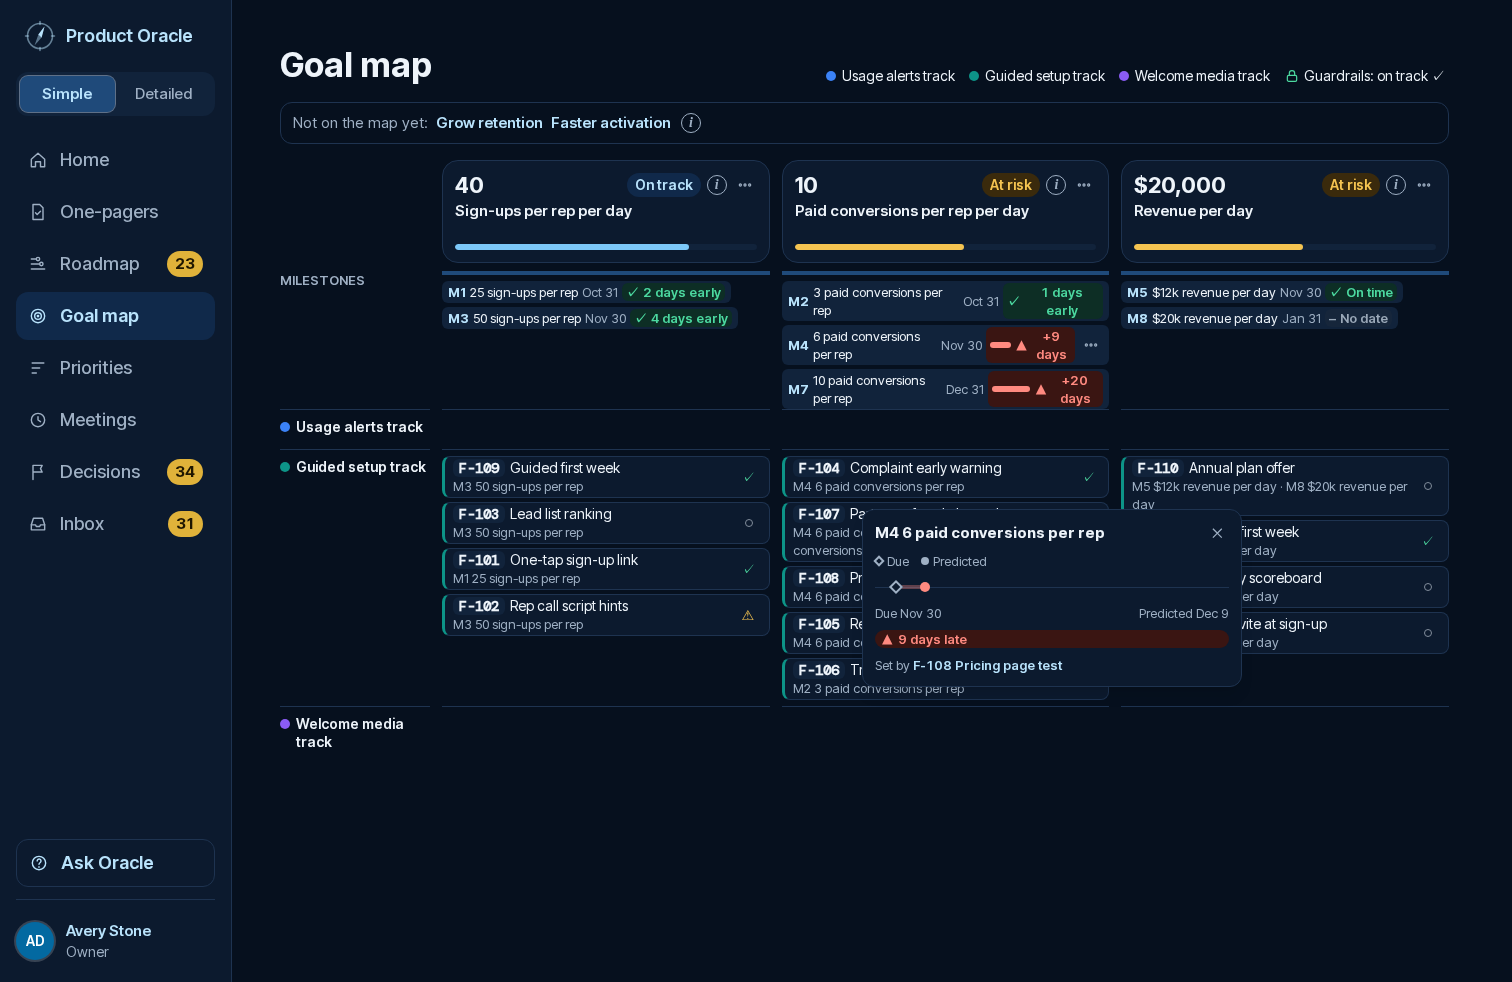 Product Oracle
Simple Detailed
Home
One-pagers
Roadmap 23
Goal map
Priorities
Meetings
Decisions 34
Inbox 31
Ask Oracle
AD Avery Stone
Owner
Goal map
Usage alerts track Guided setup track Welcome media track Guardrails: on track ✓
Not on the map yet: Grow retention Faster activation i
40 On track i ...
Sign-ups per rep per day
10 At risk i ...
Paid conversions per rep per day
$20,000 At risk i ...
Revenue per day
MILESTONES
M1 25 sign-ups per rep Oct 31 ✓ 2 days early
M3 50 sign-ups per rep Nov 30 ✓ 4 days early
M2 3 paid conversions per rep Oct 31 ✓ 1 days early
M4 6 paid conversions per rep Nov 30 ▲ +9 days ...
M7 10 paid conversions per rep Dec 31 ▲ +20 days
M5 $12k revenue per day Nov 30 ✓ On time
M8 $20k revenue per day Jan 31 – No date
Usage alerts track
Guided setup track
F-109 Guided first week ✓
M3 50 sign-ups per rep
F-103 Lead list ranking
M3 50 sign-ups per rep
F-101 One-tap sign-up link ✓
M1 25 sign-ups per rep
F-102 Rep call script hints ⚠
M3 50 sign-ups per rep
F-104 Complaint early warning ✓
M4 6 paid conversions per rep
F-107
M4 6 paid
conversions
F-108
M4 6 paid
F-105
M4 6 paid
F-106
M2 3 paid conversions per rep
F-110 Annual plan offer
M5 $12k revenue per day · M8 $20k revenue per
day
first week ✓
per day
scoreboard
per day
at sign-up
per day
M4 6 paid conversions per rep
Due Predicted
Due Nov 30 Predicted Dec 9
▲ 9 days late
Set by F-108 Pricing page test
Welcome media
track